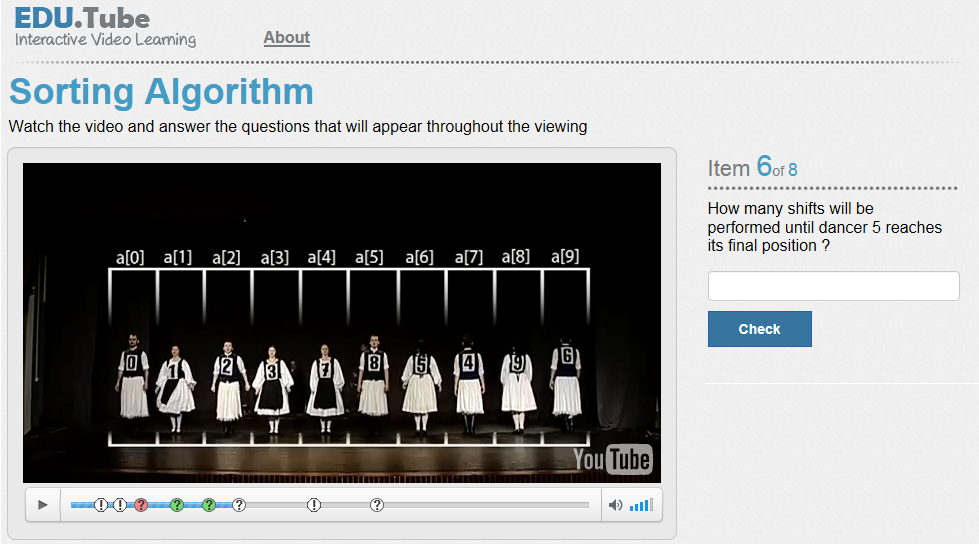 EDU.Tube
Interactive Video Learning
About
Sorting Algorithm
Watch the video and answer the questions that will appear throughout the viewing
Item 6 of 8
How many shifts will be
performed until dancer 5 reaches
its final position ?
Check
a[0] a[1] a[2] a[3] a[4] a[5] a[6] a[7] a[8] a[9]
0 1 2 3 7 8 5 4 9 6
YouTube
! ! ? ? ? ? ! ?